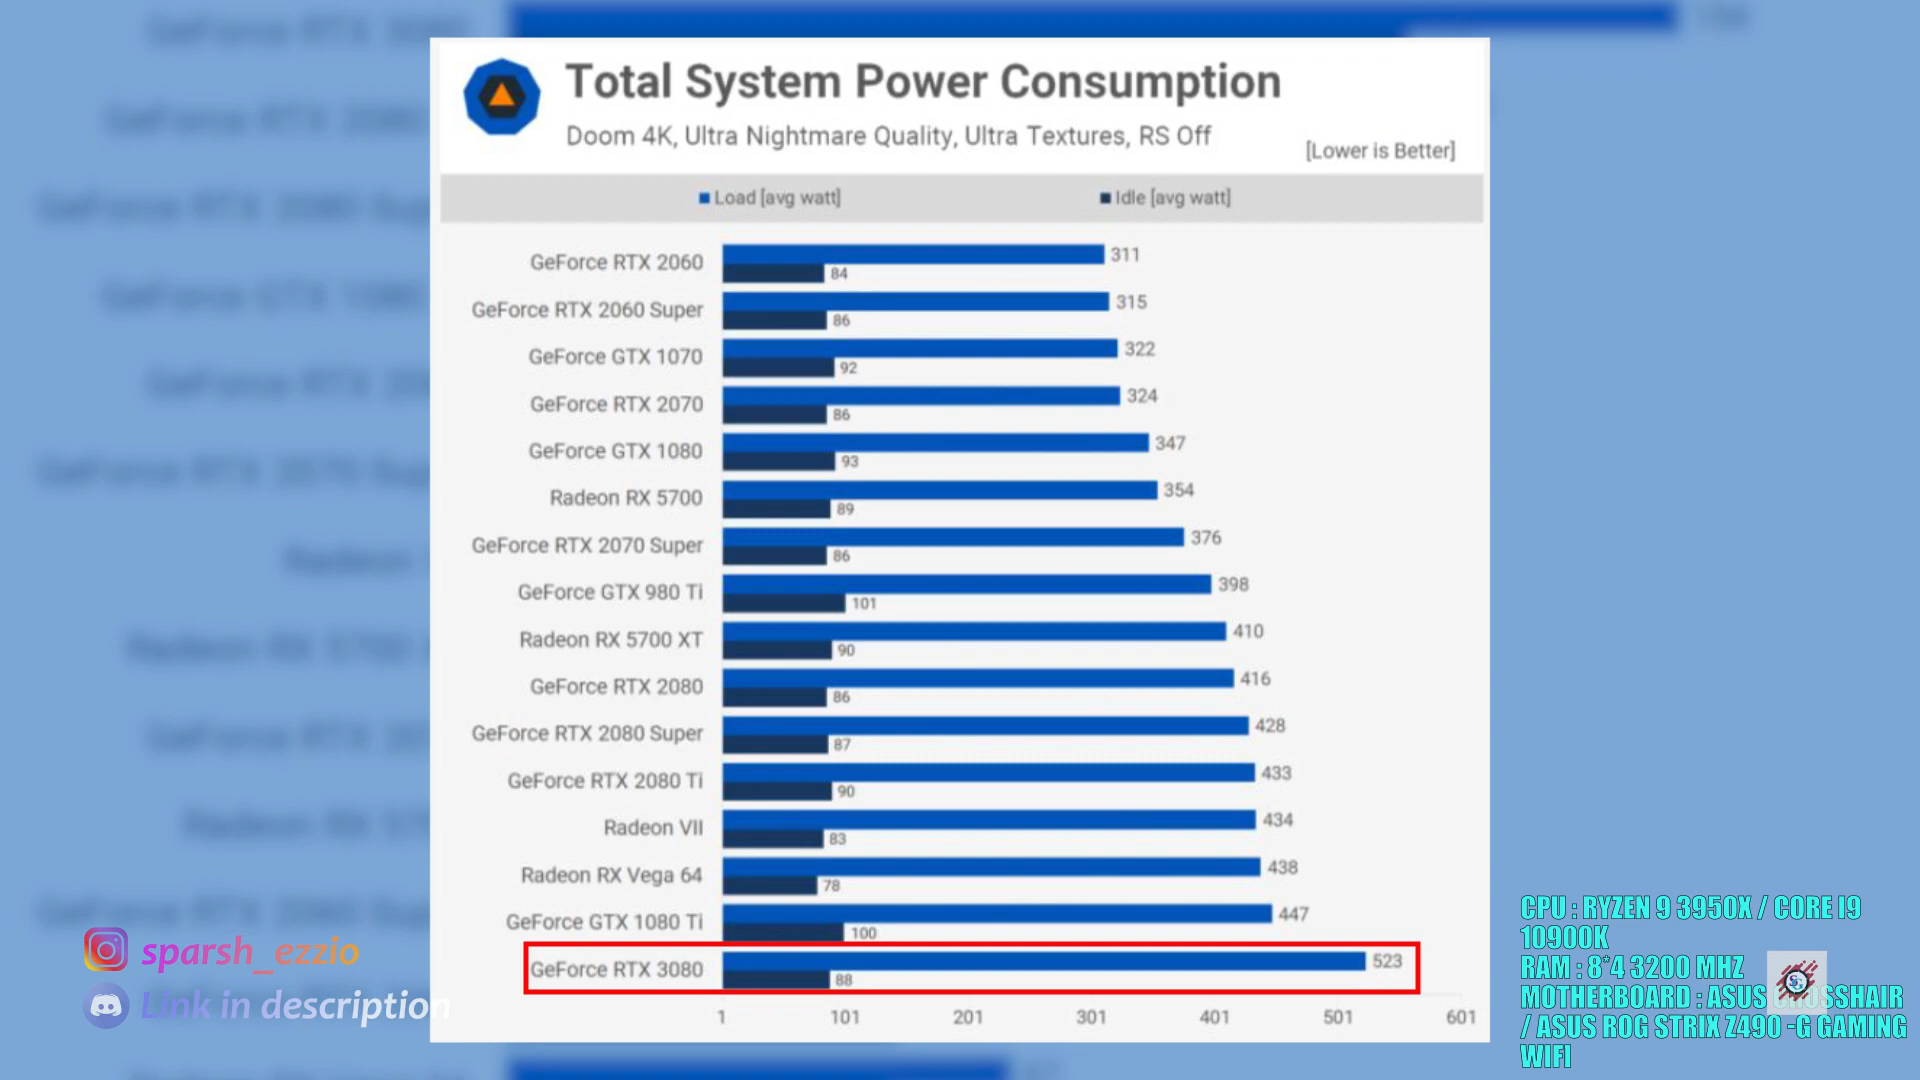 Total System Power Consumption
Doom 4K, Ultra Nightmare Quality, Ultra Textures, RS Off
[Lower is Better]
Load [avg watt] Idle [avg watt]
GeForce RTX 2060 311
84
GeForce RTX 2060 Super 315
86
GeForce GTX 1070 322
92
GeForce RTX 2070 324
86
GeForce GTX 1080 347
93
Radeon RX 5700 354
89
GeForce RTX 2070 Super 376
86
GeForce GTX 980 Ti 398
101
Radeon RX 5700 XT 410
90
GeForce RTX 2080 416
86
GeForce RTX 2080 Super 428
87
GeForce RTX 2080 Ti 433
90
Radeon VII 434
83
Radeon RX Vega 64 438
78
GeForce GTX 1080 Ti 447
100
GeForce RTX 3080 523
88
1 101 201 301 401 501 601
sparsh_ezzio
Link in description
CPU : RYZEN 9 3950X / CORE I9
10900K
RAM : 8*4 3200 MHZ
MOTHERBOARD : ASUS CROSSHAIR
/ ASUS ROG STRIX Z490 -G GAMING
WIFI